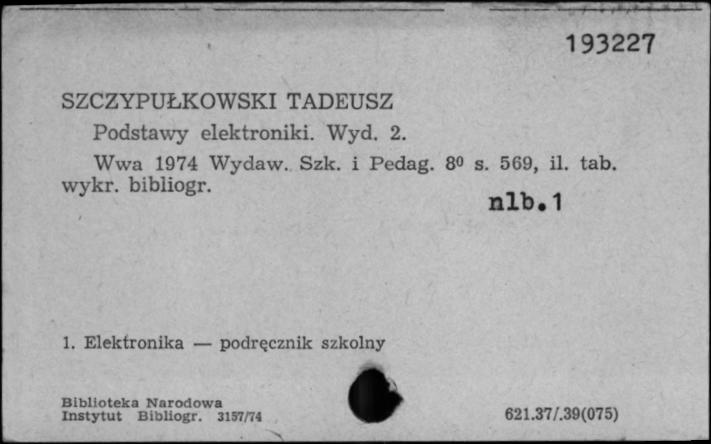 193227
SZCZYPUŁKOWSKI TADEUSZ
Podstawy elektroniki. Wyd. 2.
Wwa 1974 Wydaw. Szk. i Pedag. 8⁰ s. 569, il. tab.
wykr. bibliogr.
nlb.1
1. Elektronika — podręcznik szkolny
Biblioteka Narodowa
Instytut Bibliogr. 3157/74
621.37/.39(075)